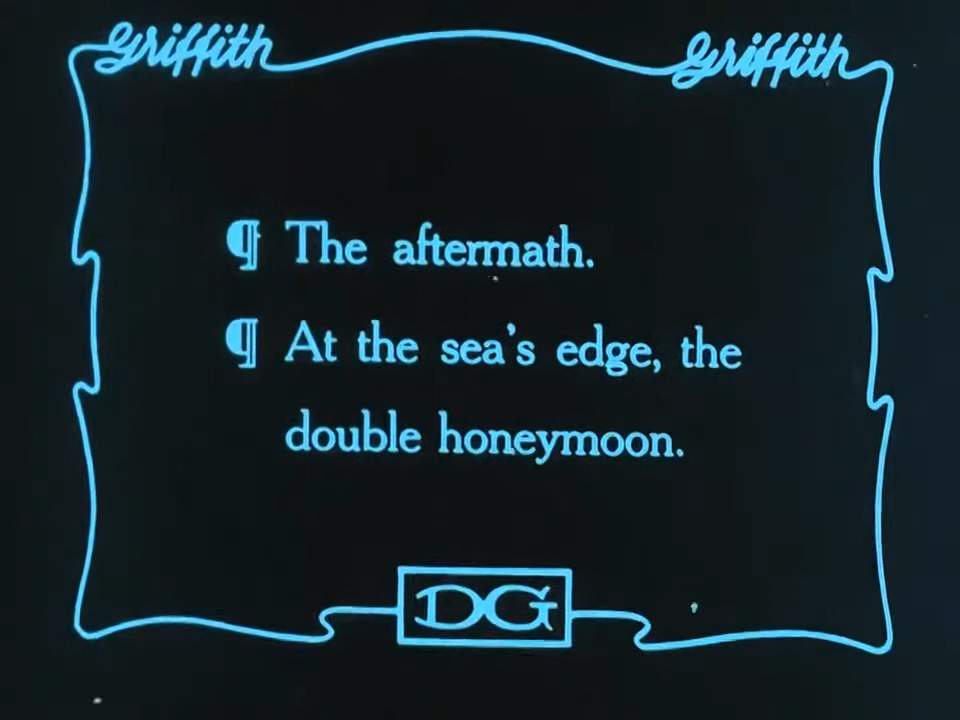 Griffith Griffith
¶ The aftermath.
¶ At the sea's edge, the
double honeymoon.
DG